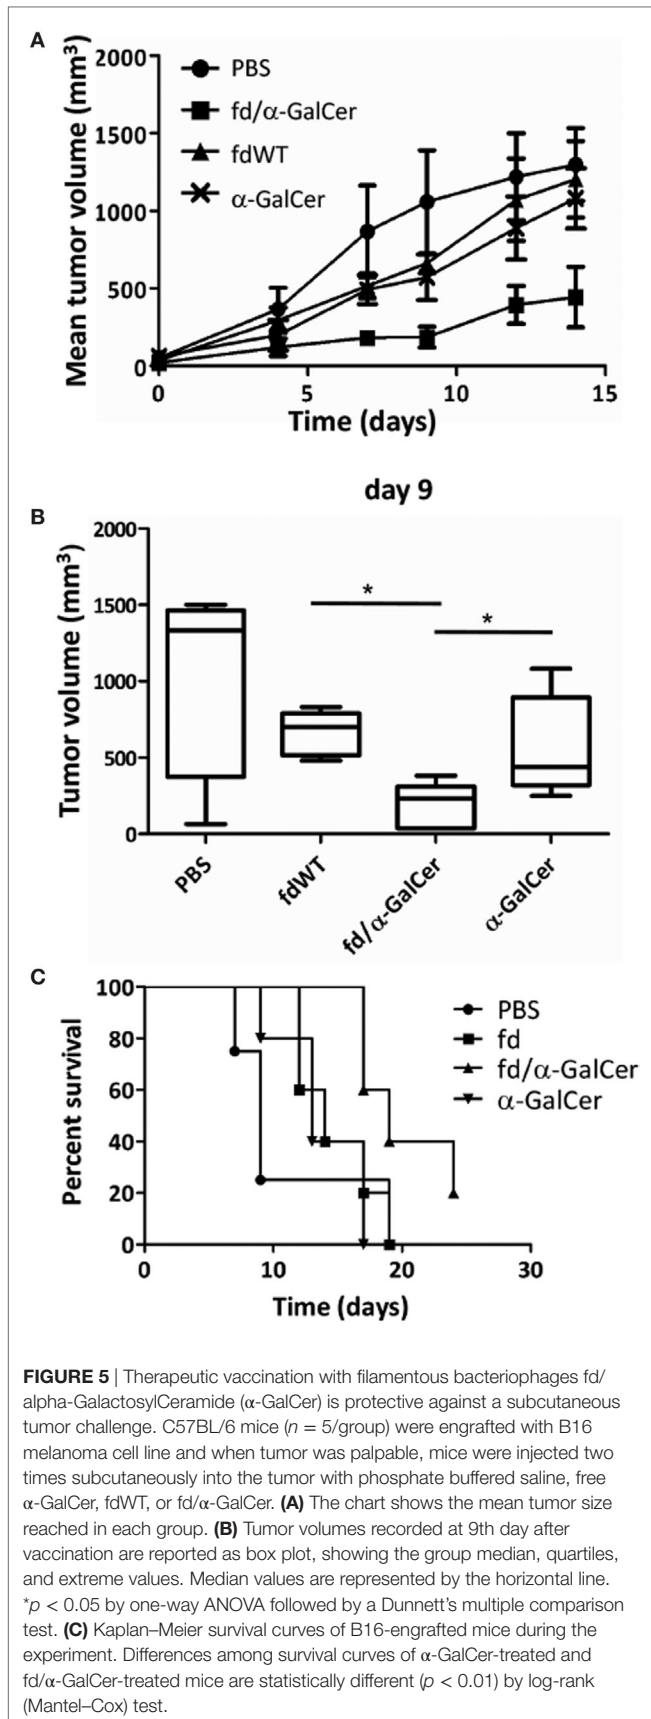 A
Mean tumor volume (mm³)
2000
1500
1000
500
0
PBS
fd/α-GalCer
fdWT
α-GalCer
0
5
10
15
Time (days)
day 9
B
Tumor volume (mm³)
2000
1500
1000
500
0
*
*
PBS
fdWT
fd/α-GalCer
α-GalCer
C
Percent survival
100
80
60
40
20
0
PBS
fd
fd/α-GalCer
α-GalCer
0
10
20
30
Time (days)
FIGURE 5 | Therapeutic vaccination with filamentous bacteriophages fd/
alpha-GalactosylCeramide (α-GalCer) is protective against a subcutaneous
tumor challenge. C57BL/6 mice (n = 5/group) were engrafted with B16
melanoma cell line and when tumor was palpable, mice were injected two
times subcutaneously into the tumor with phosphate buffered saline, free
α-GalCer, fdWT, or fd/α-GalCer. (A) The chart shows the mean tumor size
reached in each group. (B) Tumor volumes recorded at 9th day after
vaccination are reported as box plot, showing the group median, quartiles,
and extreme values. Median values are represented by the horizontal line.
*p < 0.05 by one-way ANOVA followed by a Dunnett's multiple comparison
test. (C) Kaplan–Meier survival curves of B16-engrafted mice during the
experiment. Differences among survival curves of α-GalCer-treated and
fd/α-GalCer-treated mice are statistically different (p < 0.01) by log-rank
(Mantel–Cox) test.